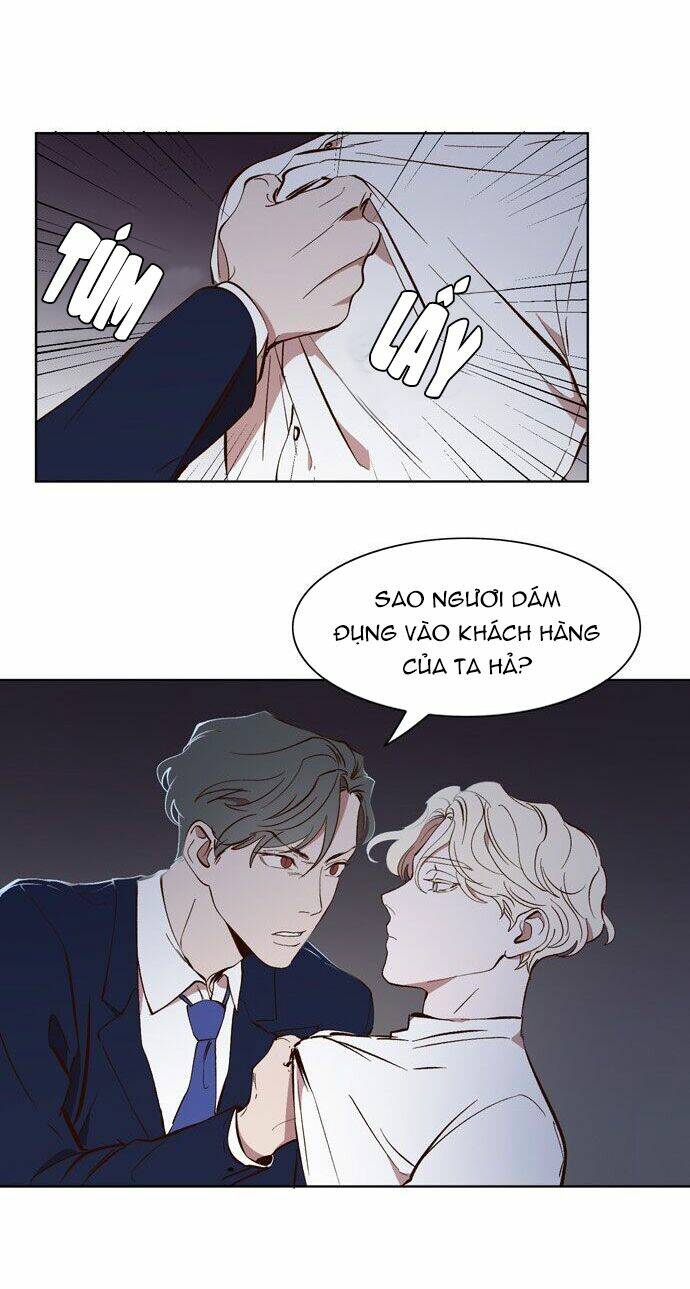 TÚM
LẤY
SAO NGƯƠI DÁM
ĐỤNG VÀO KHÁCH HÀNG
CỦA TA HẢ?